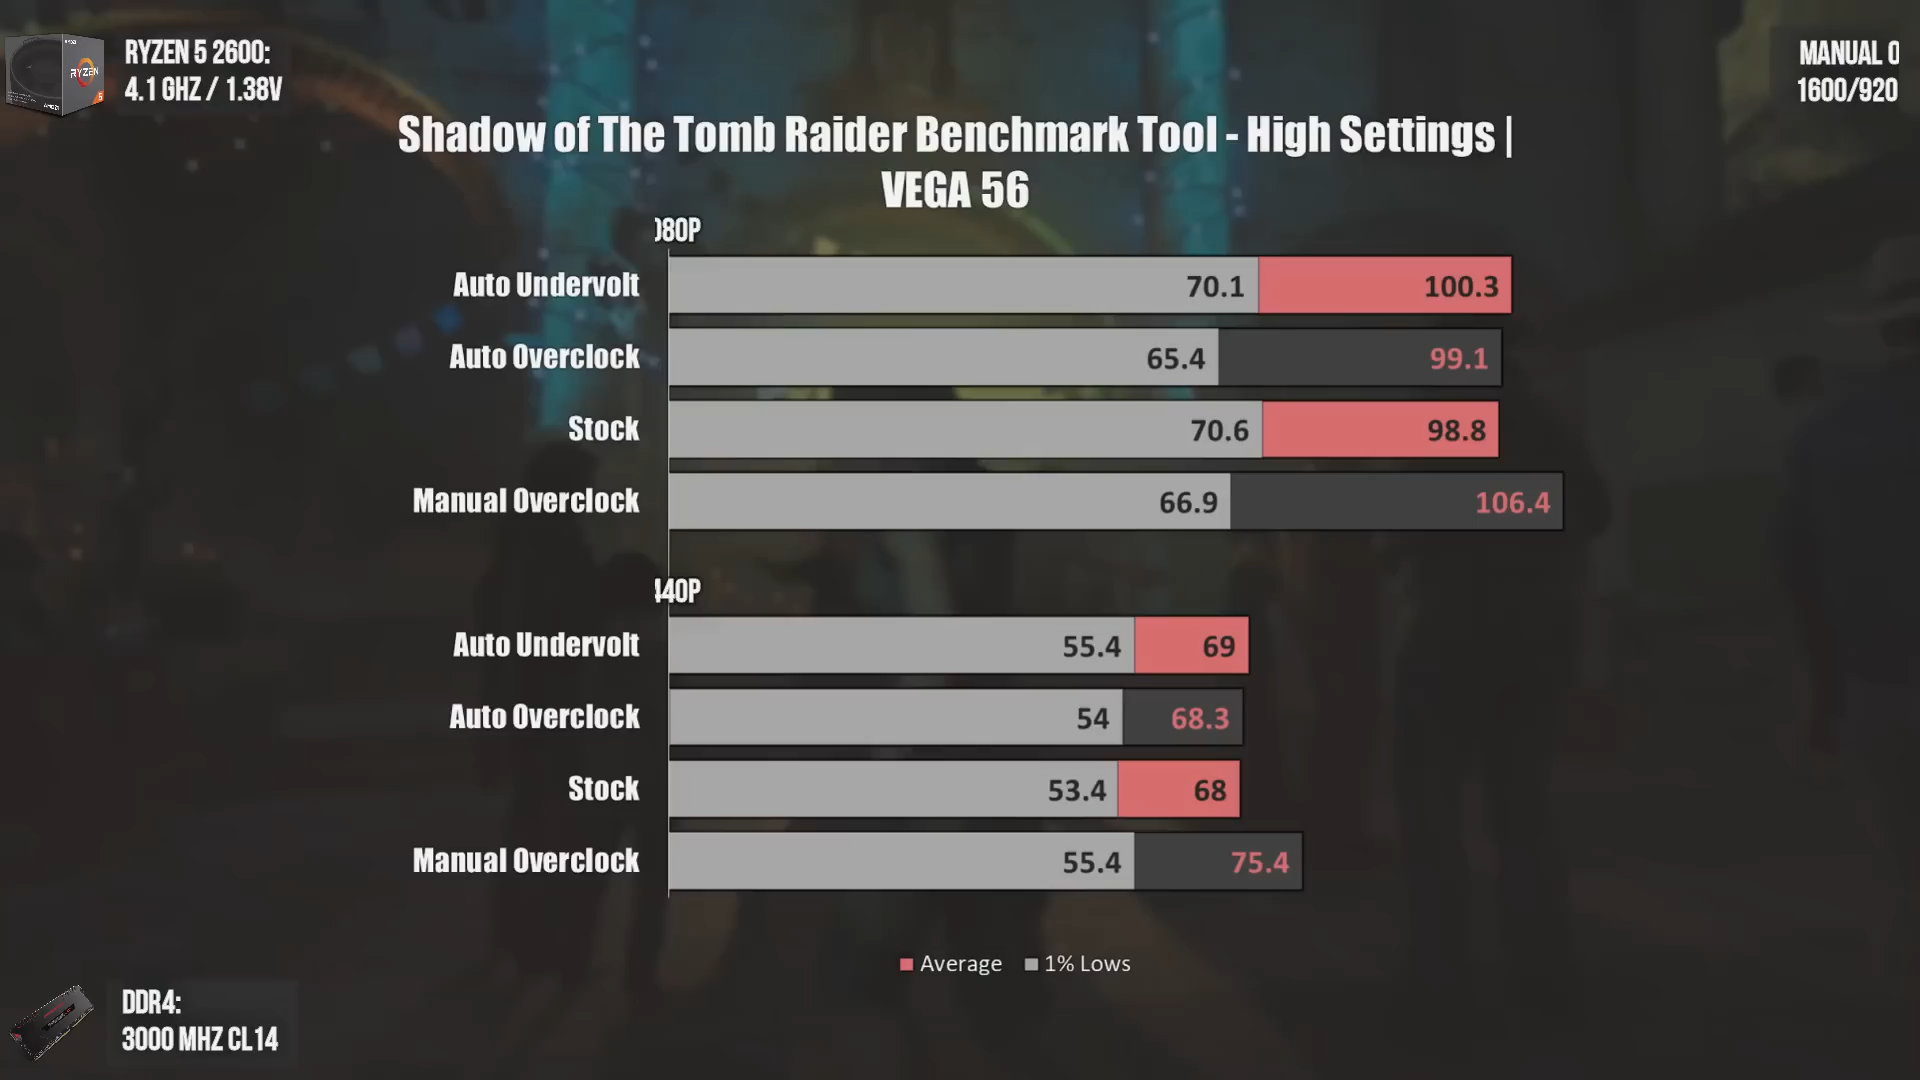 RYZEN 5 2600:
4.1 GHZ / 1.38V
MANUAL O
1600/920
Shadow of The Tomb Raider Benchmark Tool - High Settings |
VEGA 56
080P
Auto Undervolt 70.1 100.3
Auto Overclock 65.4 99.1
Stock 70.6 98.8
Manual Overclock 66.9 106.4
440P
Auto Undervolt 55.4 69
Auto Overclock 54 68.3
Stock 53.4 68
Manual Overclock 55.4 75.4
Average 1% Lows
DDR4:
3000 MHZ CL14
RYZEN